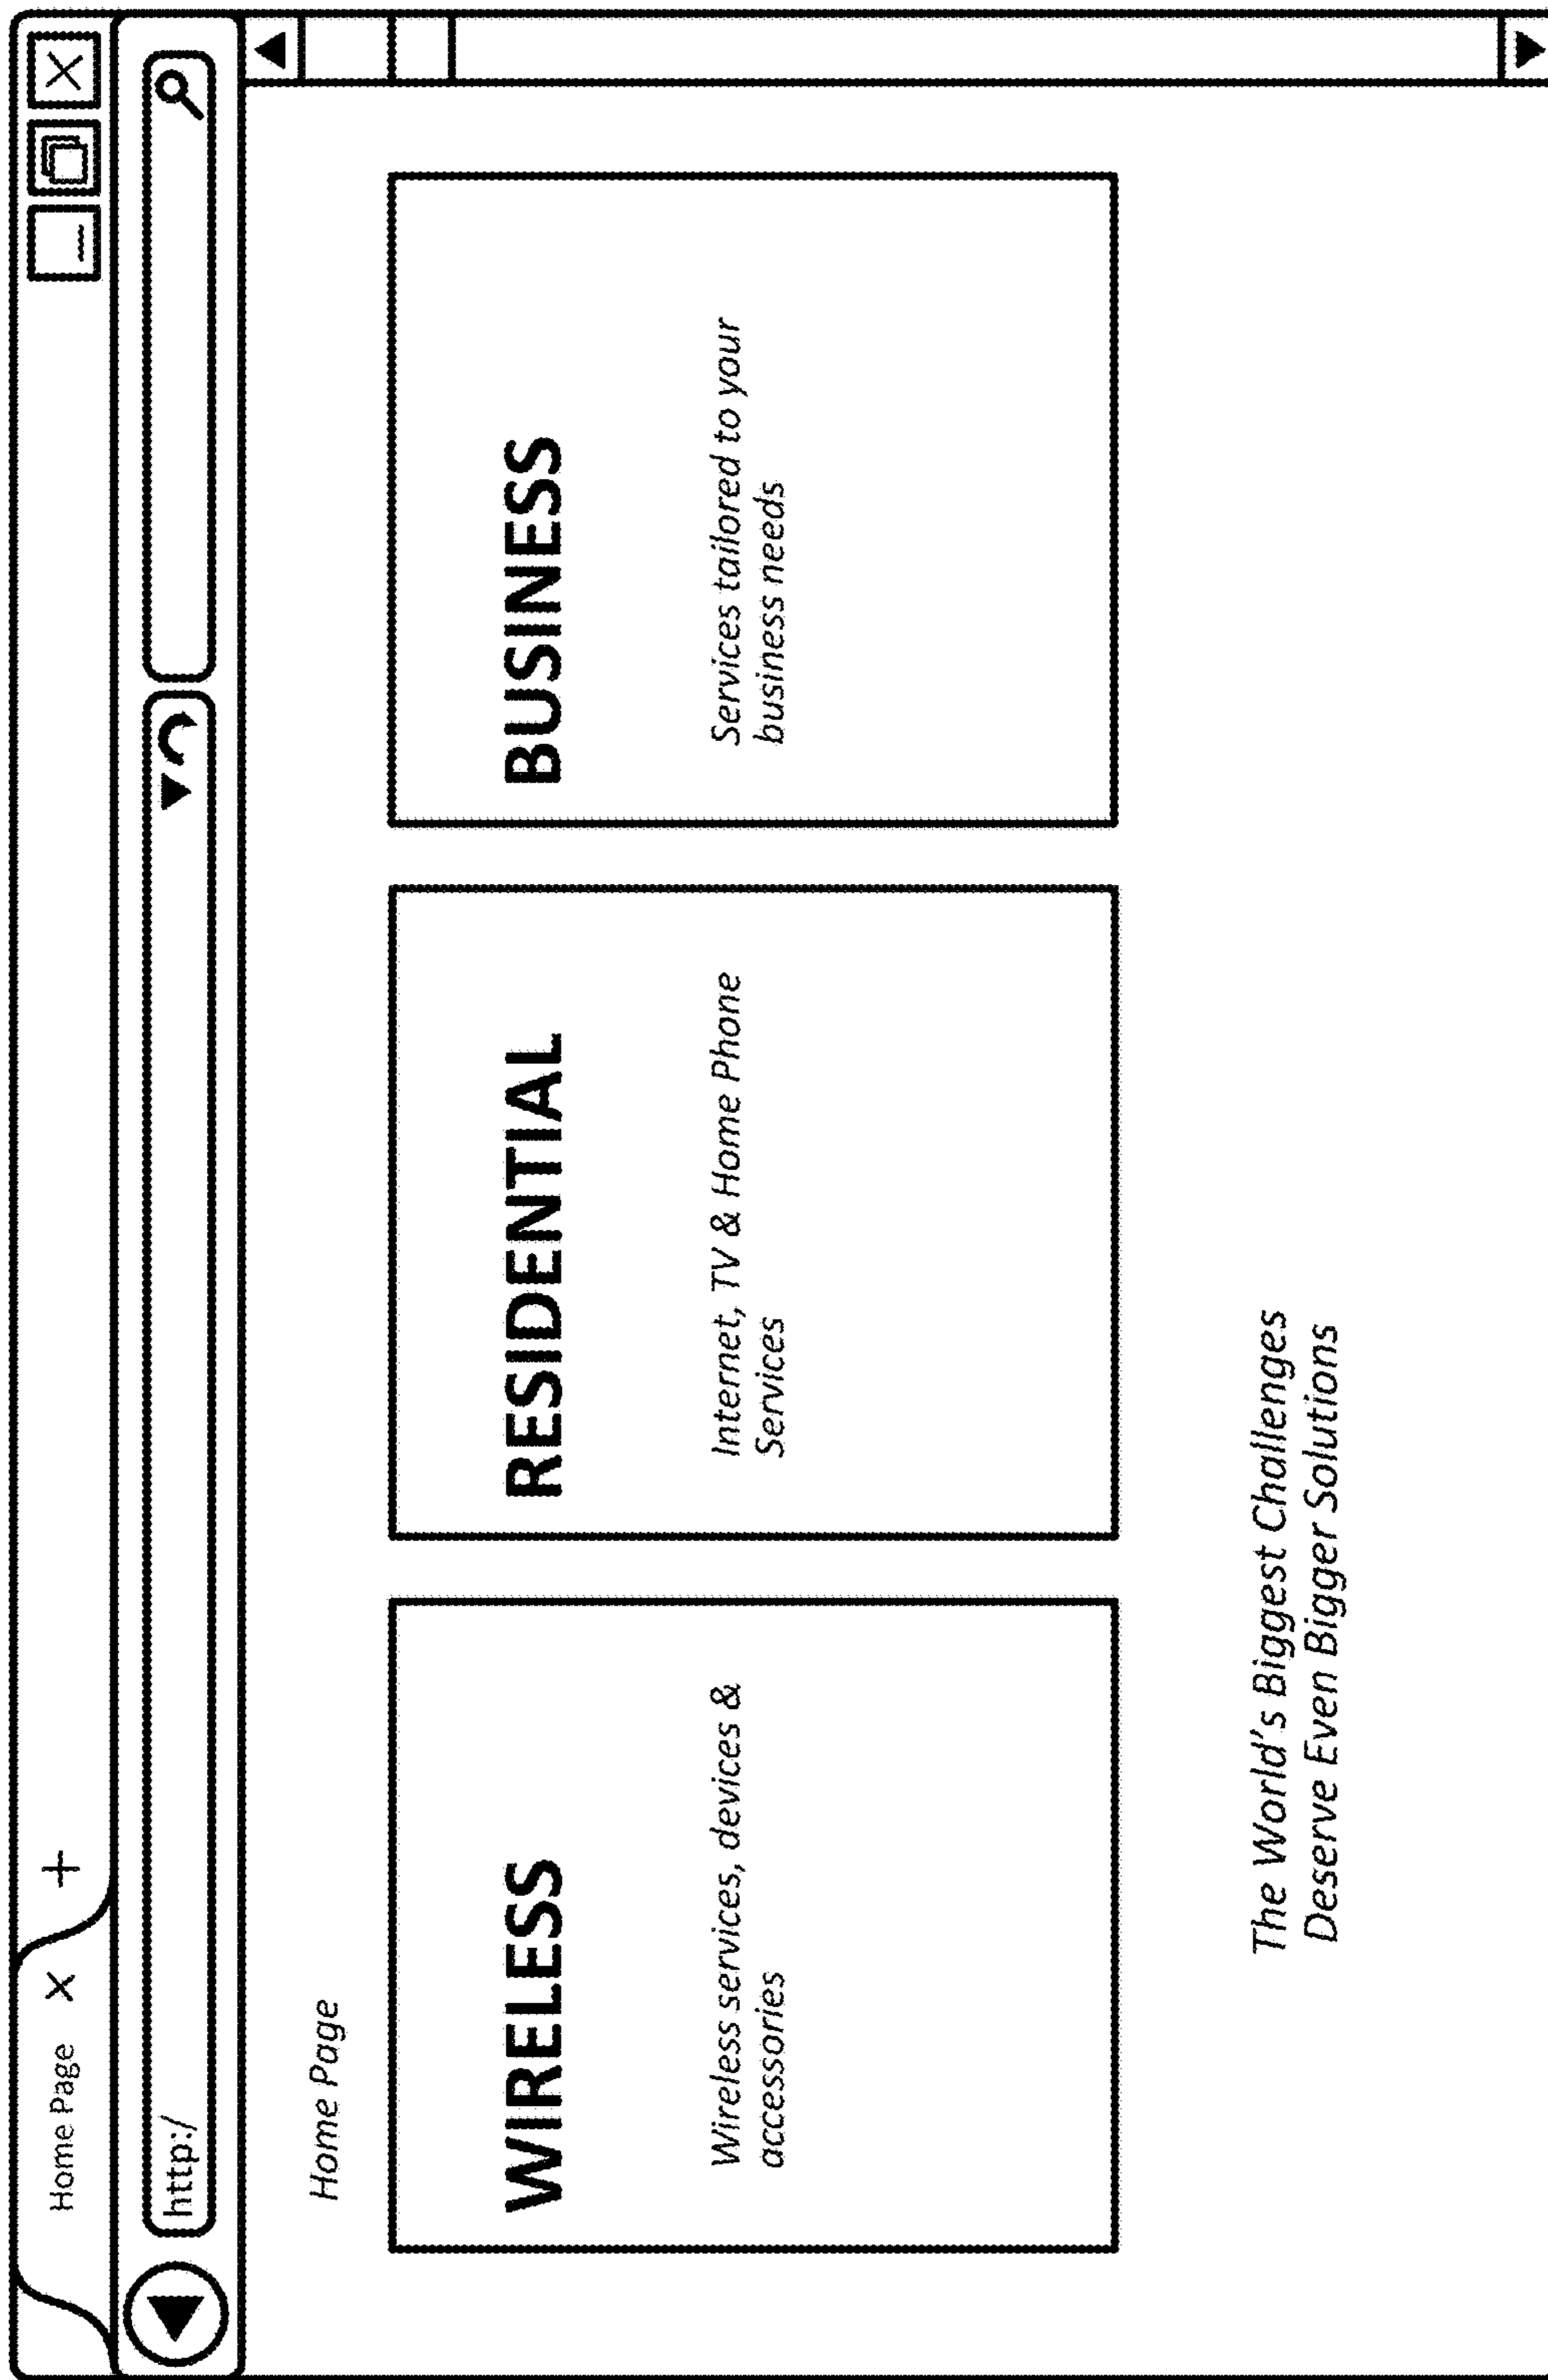 Home Page
http:/
Home Page
WIRELESS
Wireless services, devices &
accessories
RESIDENTIAL
Internet, TV & Home Phone
Services
BUSINESS
Services tailored to your
business needs
The World's Biggest Challenges
Deserve Even Bigger Solutions